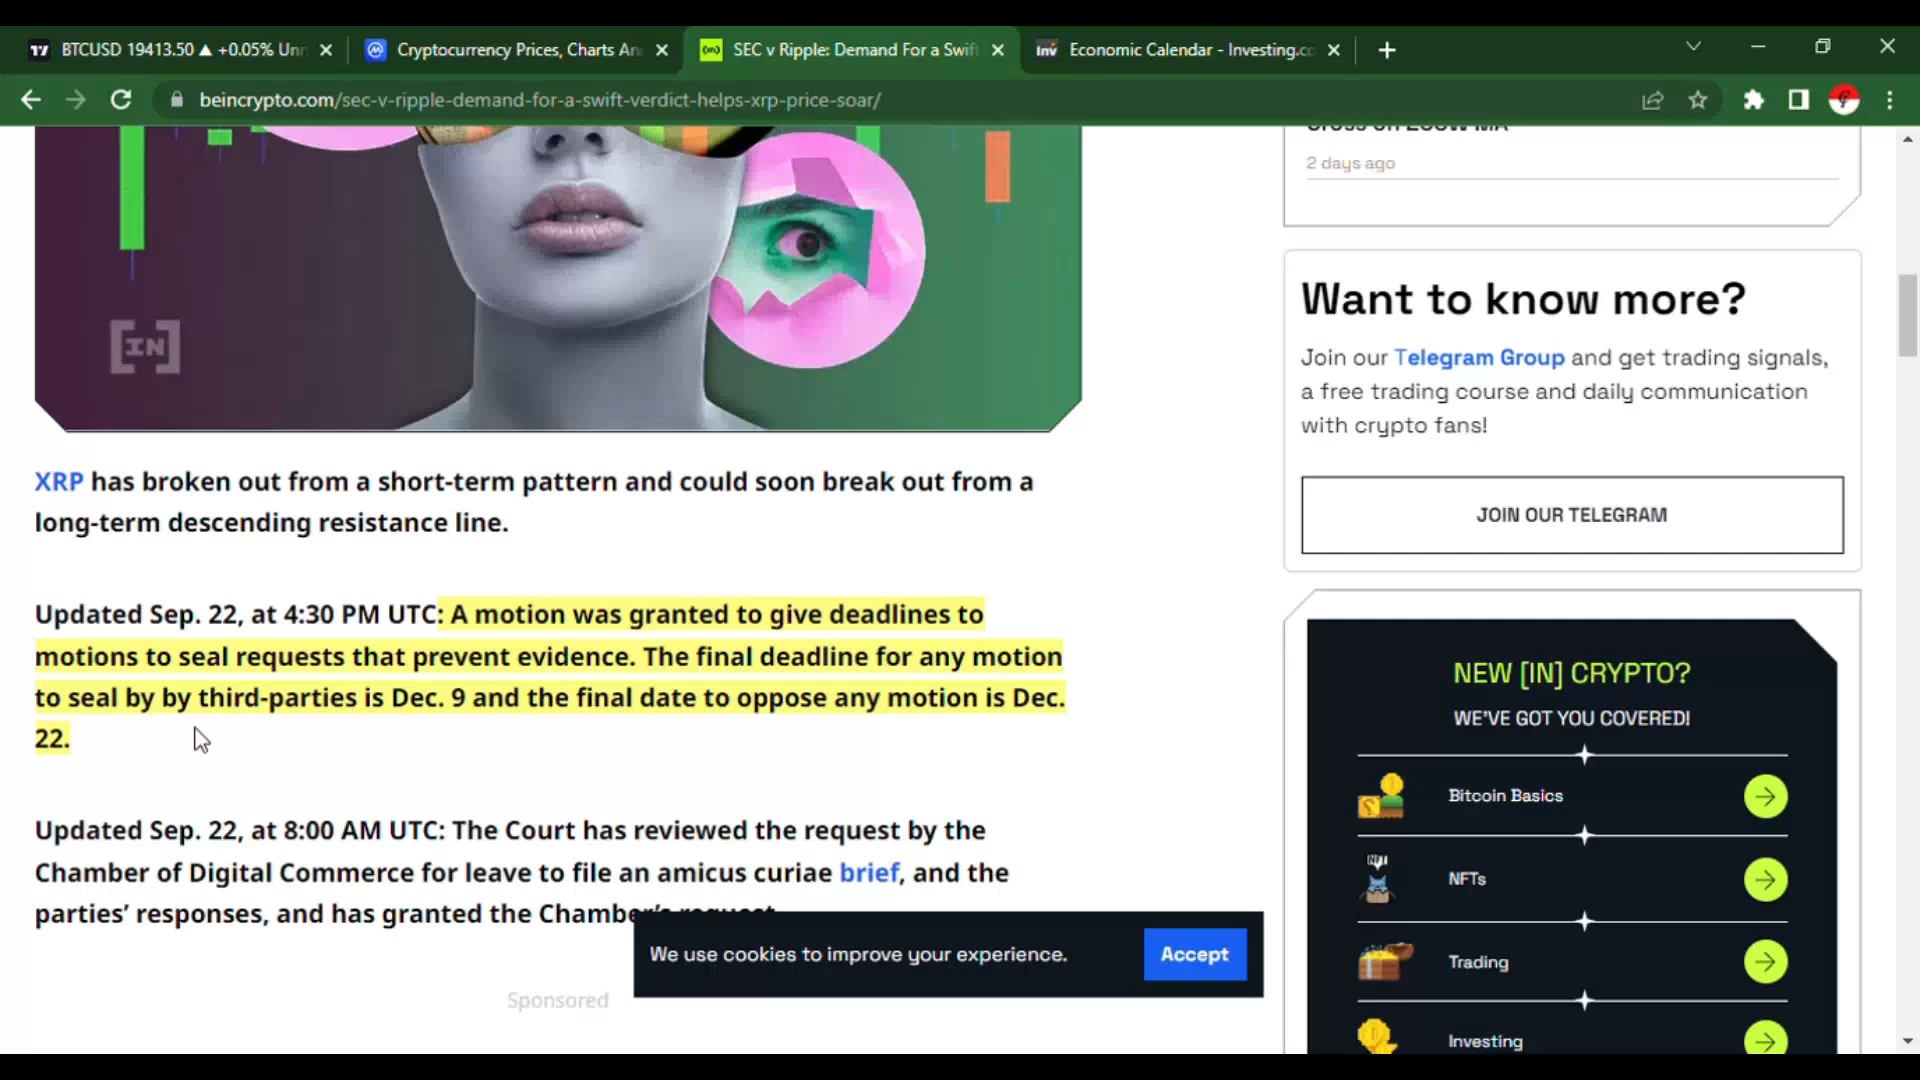 BTCUSD 19413.50 ▲ +0.05% Unn
Cryptocurrency Prices, Charts An
SEC v Ripple: Demand For a Swif
Economic Calendar - Investing.co
beincrypto.com/sec-v-ripple-demand-for-a-swift-verdict-helps-xrp-price-soar/
[IN]
XRP has broken out from a short-term pattern and could soon break out from a
long-term descending resistance line.
Updated Sep. 22, at 4:30 PM UTC: A motion was granted to give deadlines to
motions to seal requests that prevent evidence. The final deadline for any motion
to seal by by third-parties is Dec. 9 and the final date to oppose any motion is Dec.
22.
Updated Sep. 22, at 8:00 AM UTC: The Court has reviewed the request by the
Chamber of Digital Commerce for leave to file an amicus curiae brief, and the
parties’ responses, and has granted the Chamber’s request
Sponsored
We use cookies to improve your experience.
Accept
2 days ago
Want to know more?
Join our Telegram Group and get trading signals,
a free trading course and daily communication
with crypto fans!
JOIN OUR TELEGRAM
NEW [IN] CRYPTO?
WE'VE GOT YOU COVERED!
Bitcoin Basics
NFTs
Trading
Investing